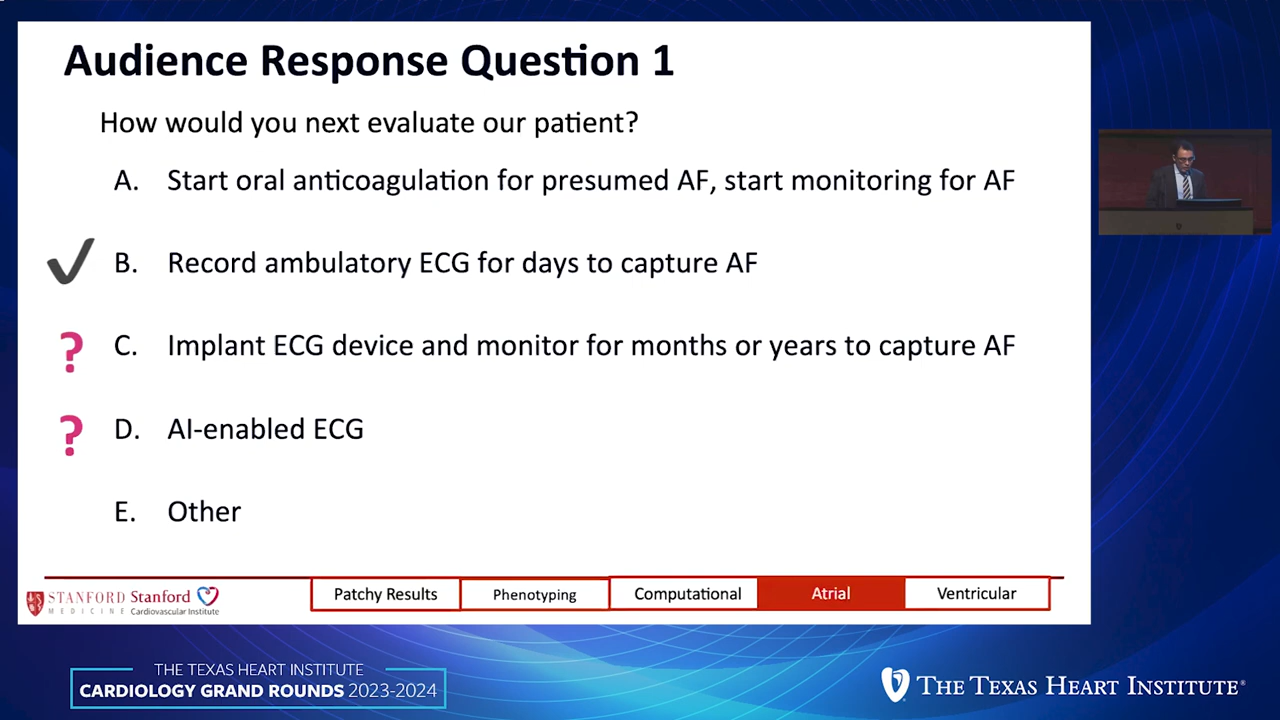 Audience Response Question 1
How would you next evaluate our patient?
A. Start oral anticoagulation for presumed AF, start monitoring for AF
✔ B. Record ambulatory ECG for days to capture AF
? C. Implant ECG device and monitor for months or years to capture AF
? D. AI-enabled ECG
E. Other
STANFORD MEDICINE
Stanford Cardiovascular Institute
Patchy Results
Phenotyping
Computational
Atrial
Ventricular
THE TEXAS HEART INSTITUTE
CARDIOLOGY GRAND ROUNDS 2023-2024
THE TEXAS HEART INSTITUTE®